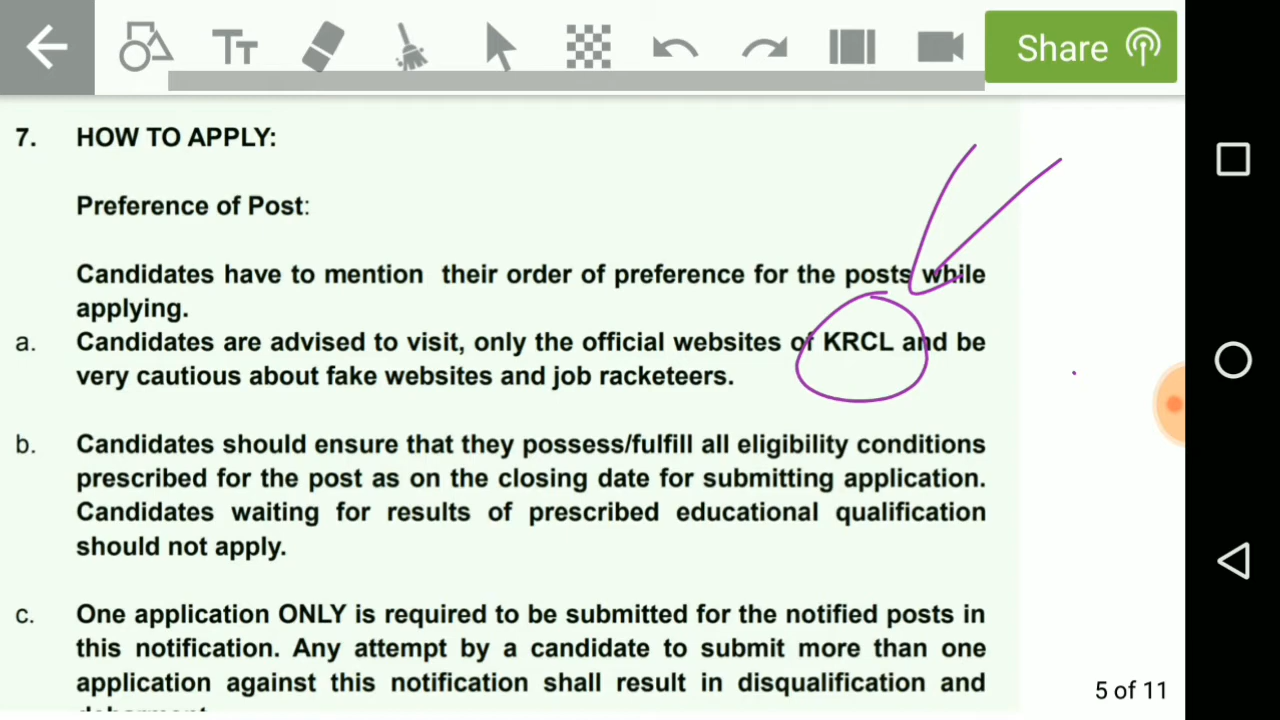 TT Share
7. HOW TO APPLY:
Preference of Post:
Candidates have to mention their order of preference for the posts while
applying.
a. Candidates are advised to visit, only the official websites of KRCL and be
very cautious about fake websites and job racketeers.
b. Candidates should ensure that they possess/fulfill all eligibility conditions
prescribed for the post as on the closing date for submitting application.
Candidates waiting for results of prescribed educational qualification
should not apply.
c. One application ONLY is required to be submitted for the notified posts in
this notification. Any attempt by a candidate to submit more than one
application against this notification shall result in disqualification and
5 of 11